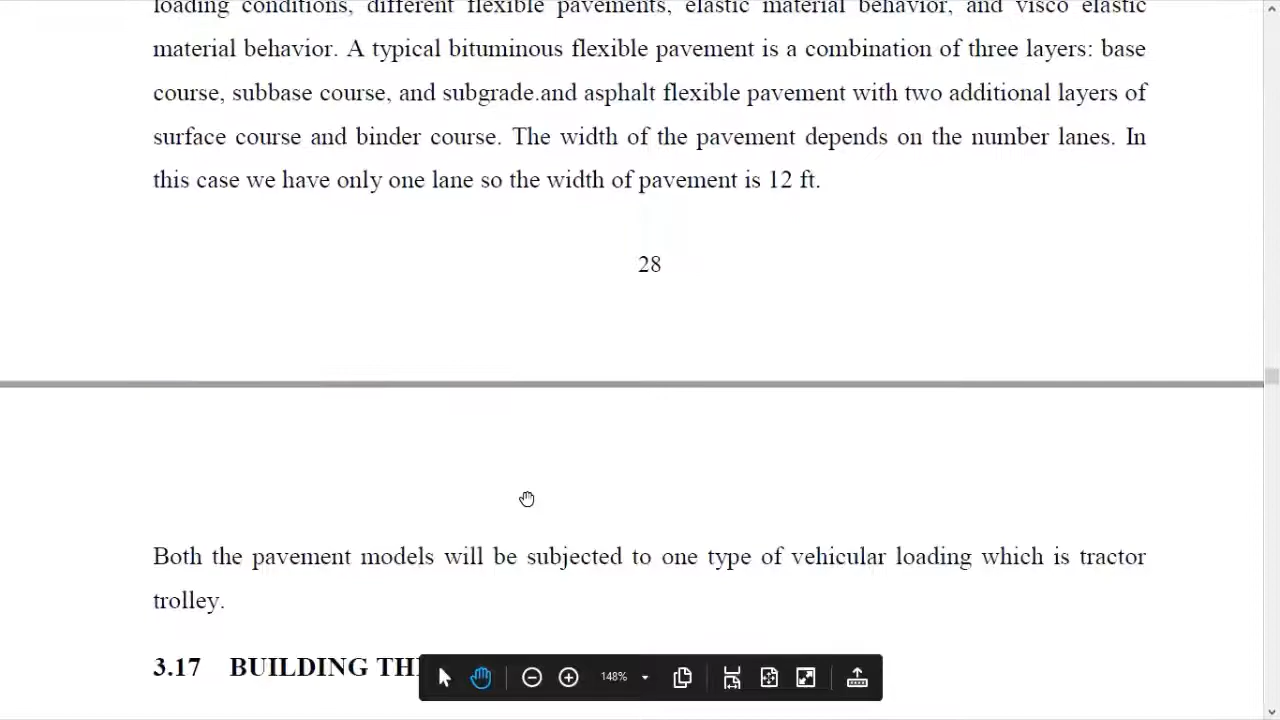 loading conditions, different flexible pavements, elastic material behavior, and visco elastic
material behavior. A typical bituminous flexible pavement is a combination of three layers: base
course, subbase course, and subgrade.and asphalt flexible pavement with two additional layers of
surface course and binder course. The width of the pavement depends on the number lanes. In
this case we have only one lane so the width of pavement is 12 ft.
28
Both the pavement models will be subjected to one type of vehicular loading which is tractor
trolley.
3.17 BUILDING
148%